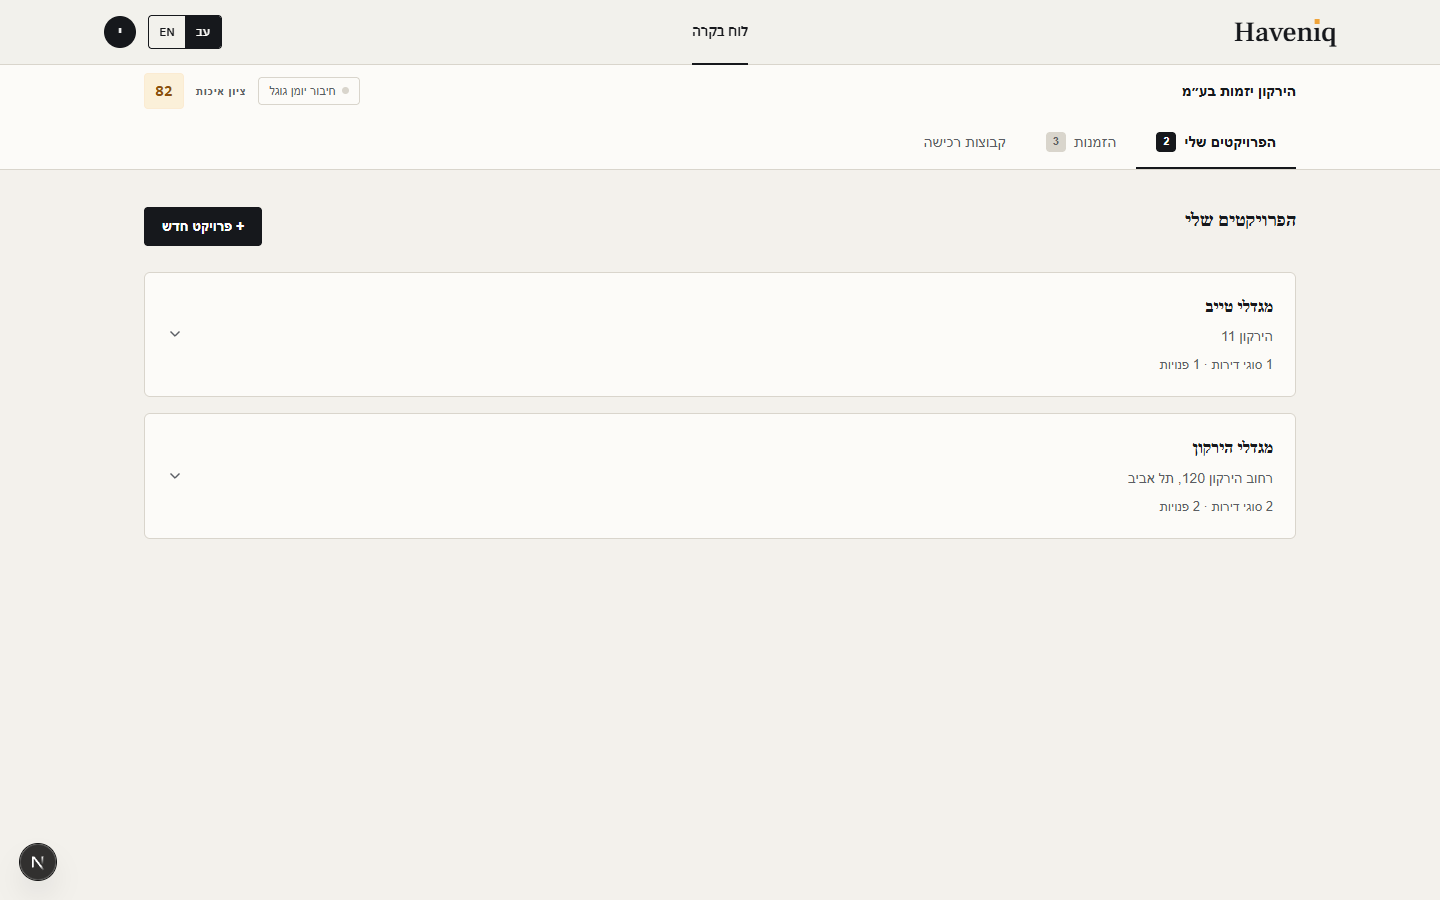 Haveniq
לוח בקרה
עב EN
י
הירקון יזמות בע״מ
חיבור יומן גוגל
ציון איכות
82
הפרויקטים שלי 2
הזמנות 3
קבוצות רכישה
הפרויקטים שלי
+ פרויקט חדש
מגדלי טייב
הירקון 11
1 סוגי דירות · 1 פנויות
מגדלי הירקון
רחוב הירקון 120, תל אביב
2 סוגי דירות · 2 פנויות
N